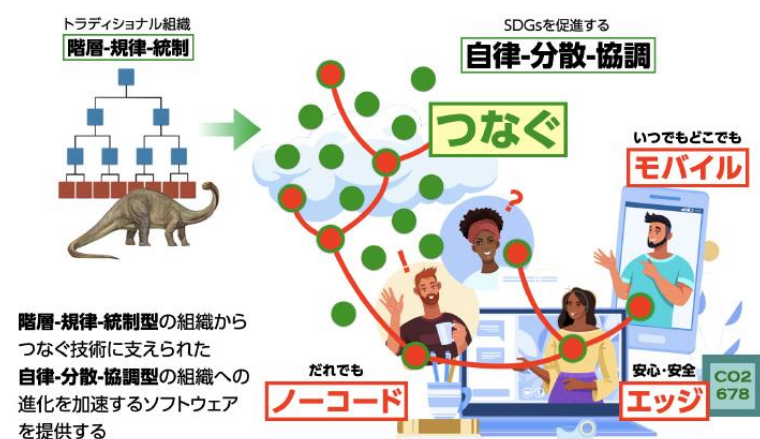 トラディショナル組織
階層-規律-統制
SDGsを促進する
自律-分散-協調
つなぐ
いつでもどこでも
モバイル
?
!
階層-規律-統制型の組織から
つなぐ技術に支えられた
自律-分散-協調型の組織への
進化を加速するソフトウェア
を提供する
だれでも
ノーコード
安心・安全
エッジ
CO2
678